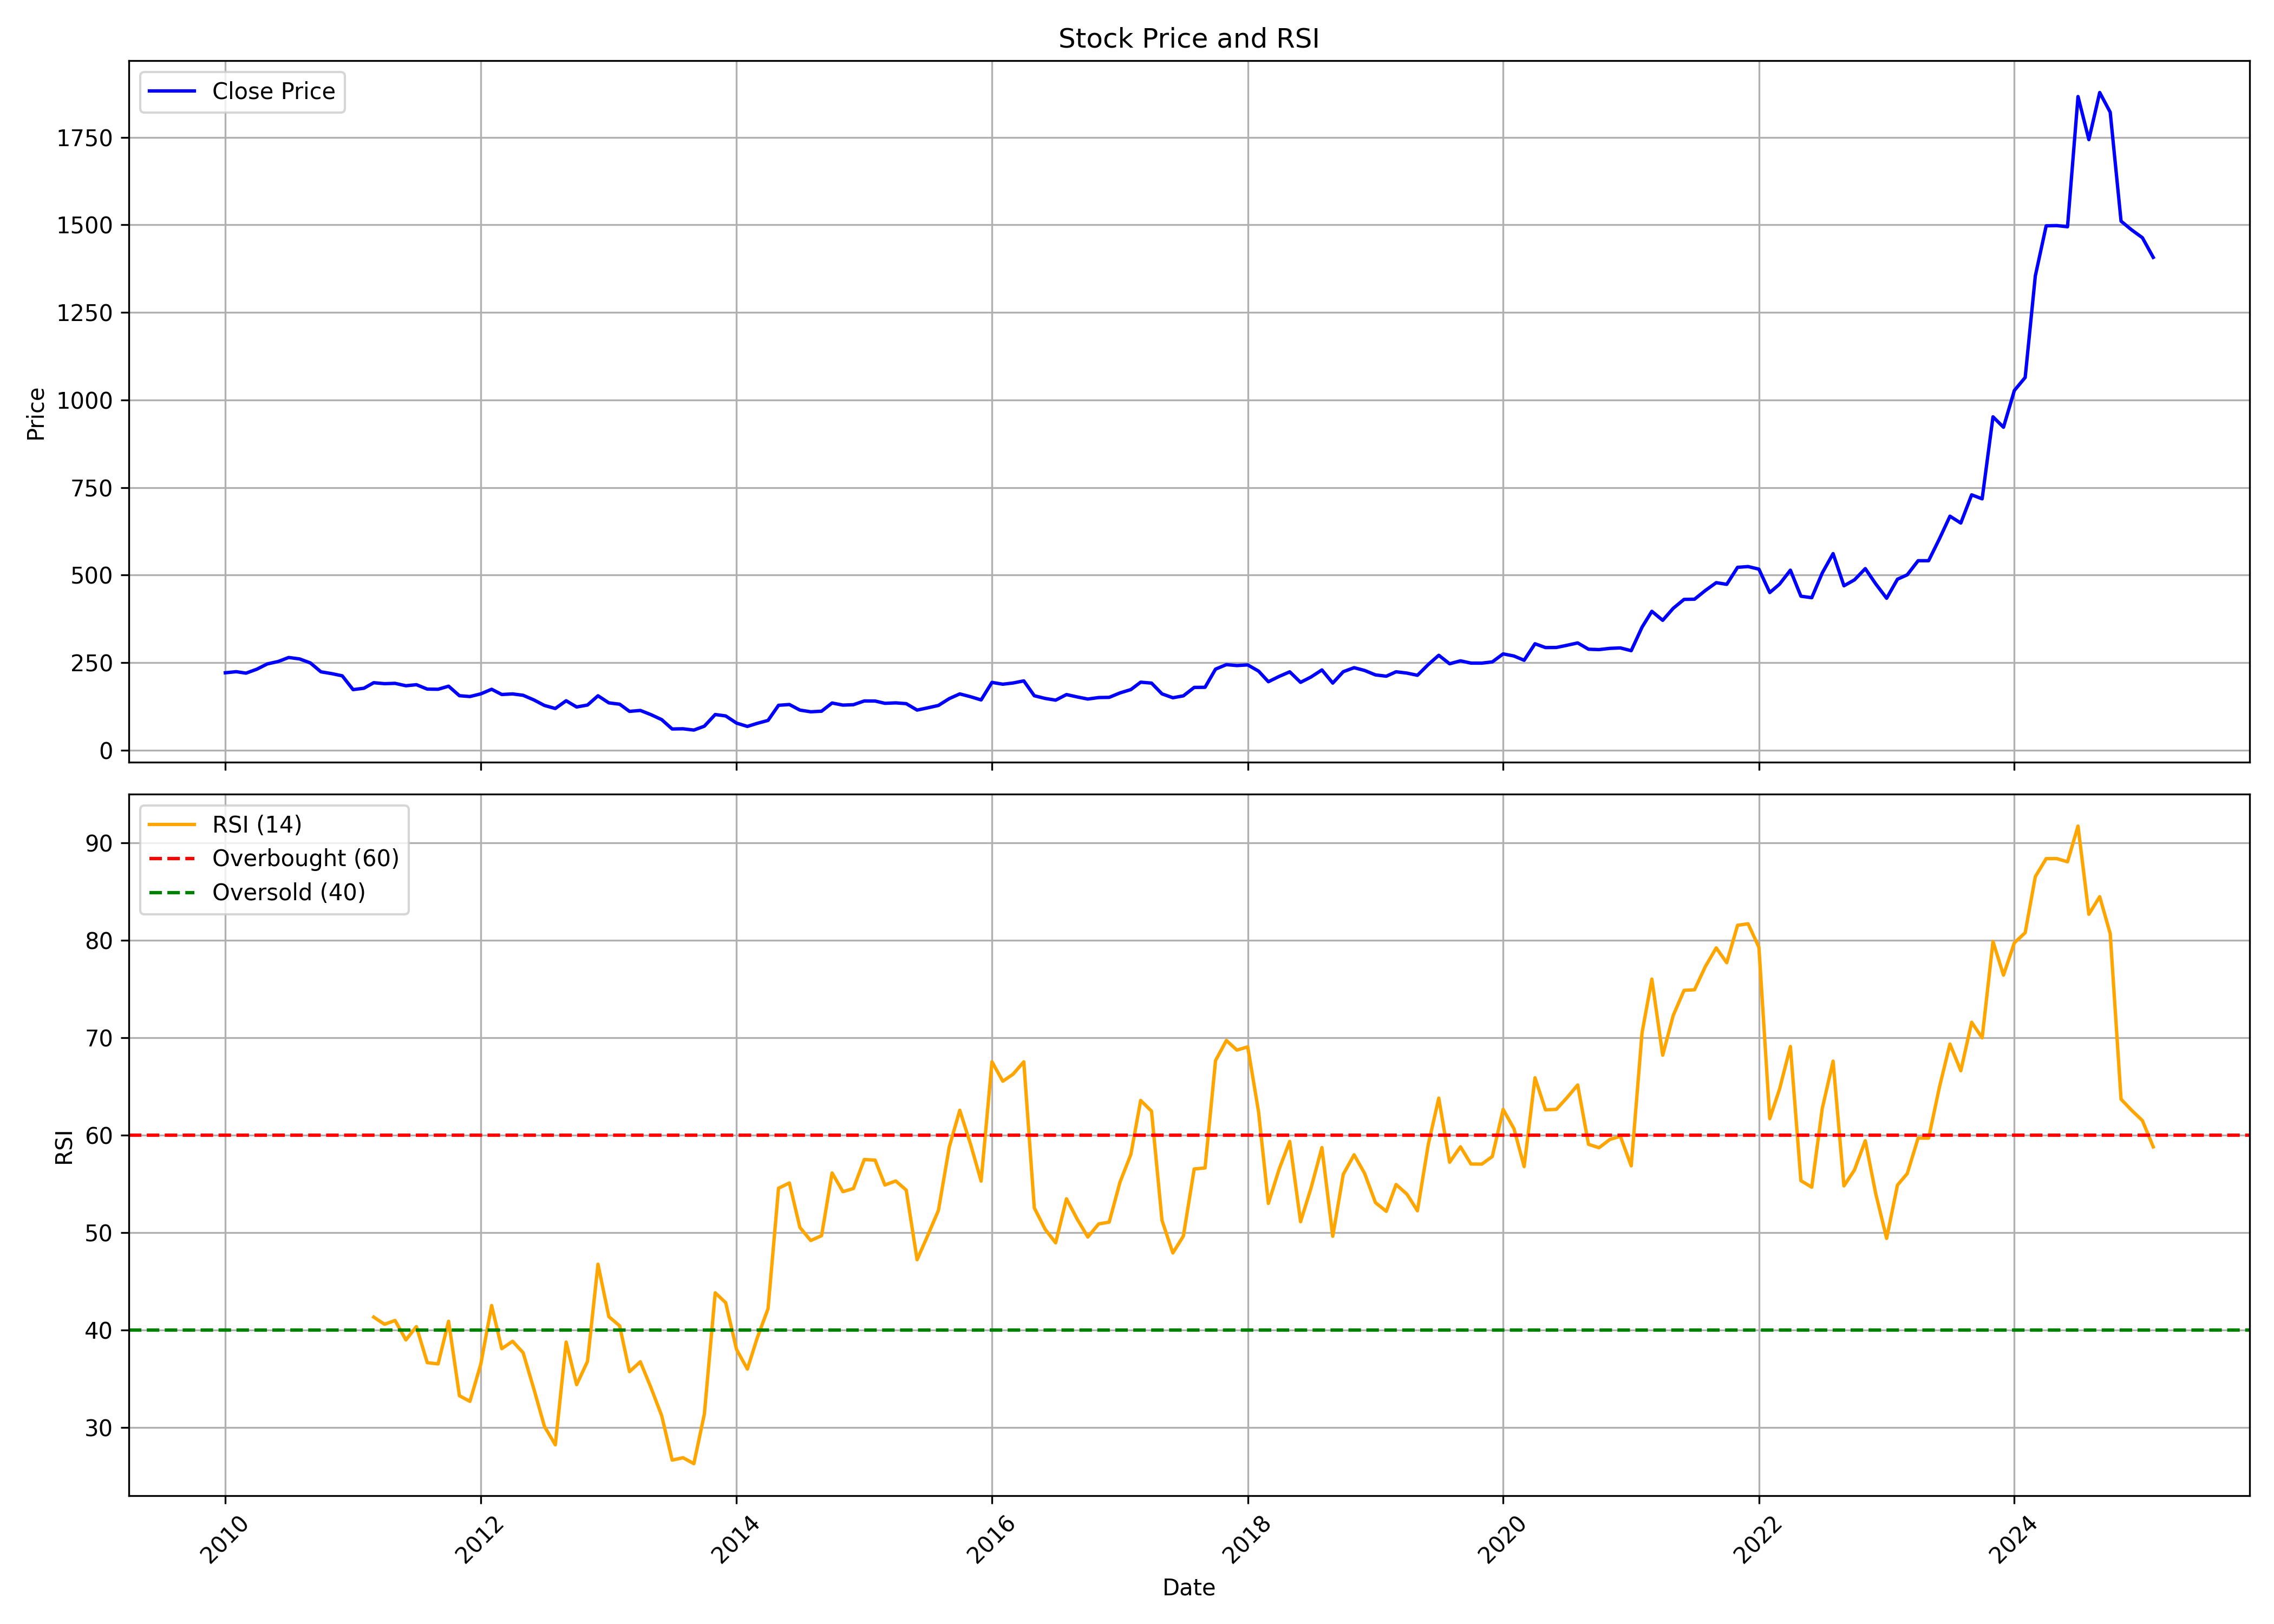 Stock Price and RSI
Close Price
1750
1500
1250
1000
750
500
250
0
Price
RSI (14)
Overbought (60)
Oversold (40)
90
80
70
60
50
40
30
RSI
2010
2012
2014
2016
2018
2020
2022
2024
Date